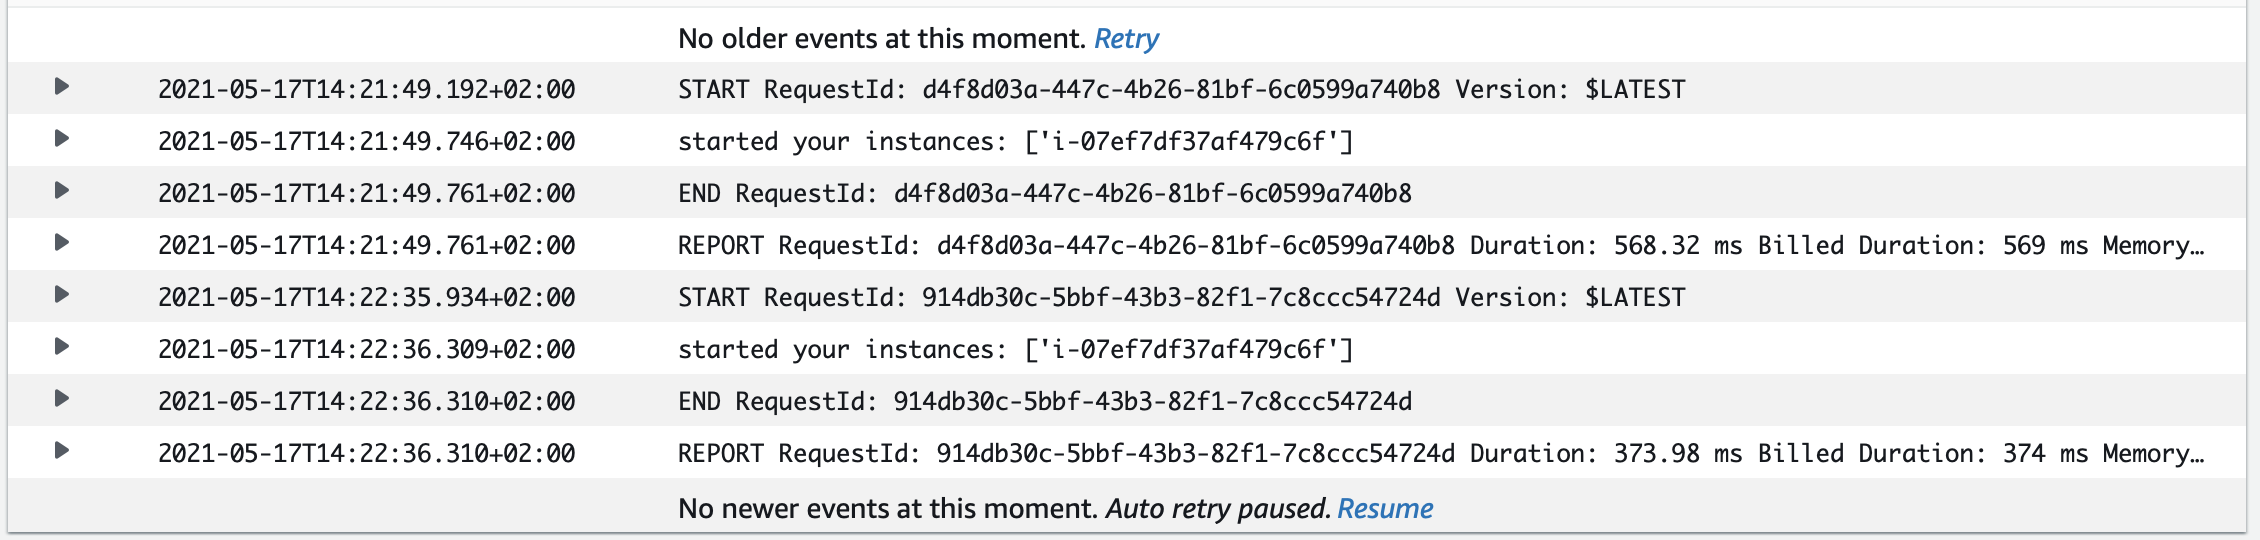 No older events at this moment. Retry
2021-05-17T14:21:49.192+02:00 START RequestId: d4f8d03a-447c-4b26-81bf-6c0599a740b8 Version: $LATEST
2021-05-17T14:21:49.746+02:00 started your instances: ['i-07ef7df37af479c6f']
2021-05-17T14:21:49.761+02:00 END RequestId: d4f8d03a-447c-4b26-81bf-6c0599a740b8
2021-05-17T14:21:49.761+02:00 REPORT RequestId: d4f8d03a-447c-4b26-81bf-6c0599a740b8 Duration: 568.32 ms Billed Duration: 569 ms Memory…
2021-05-17T14:22:35.934+02:00 START RequestId: 914db30c-5bbf-43b3-82f1-7c8ccc54724d Version: $LATEST
2021-05-17T14:22:36.309+02:00 started your instances: ['i-07ef7df37af479c6f']
2021-05-17T14:22:36.310+02:00 END RequestId: 914db30c-5bbf-43b3-82f1-7c8ccc54724d
2021-05-17T14:22:36.310+02:00 REPORT RequestId: 914db30c-5bbf-43b3-82f1-7c8ccc54724d Duration: 373.98 ms Billed Duration: 374 ms Memory…
No newer events at this moment. Auto retry paused. Resume